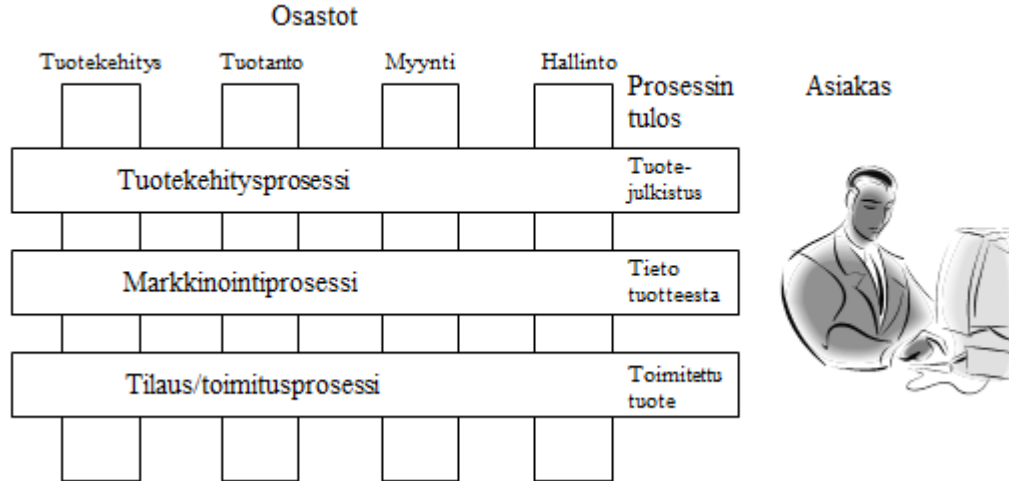 Osastot
Tuotekehitys Tuotanto Myynti Hallinto
Prosessin
tulos
Asiakas
Tuotekehitysprosessi
Tuote-
julkistus
Markkinointiprosessi
Tieto
tuotteesta
Tilaus/toimitusprosessi
Toimitettu
tuote